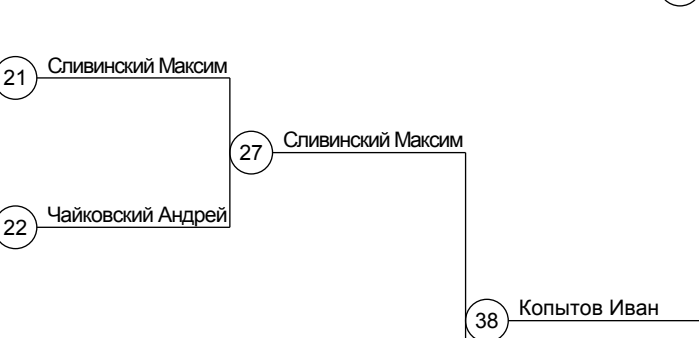 21 Сливинский Максим
27 Сливинский Максим
22 Чайковский Андрей
38 Копытов Иван